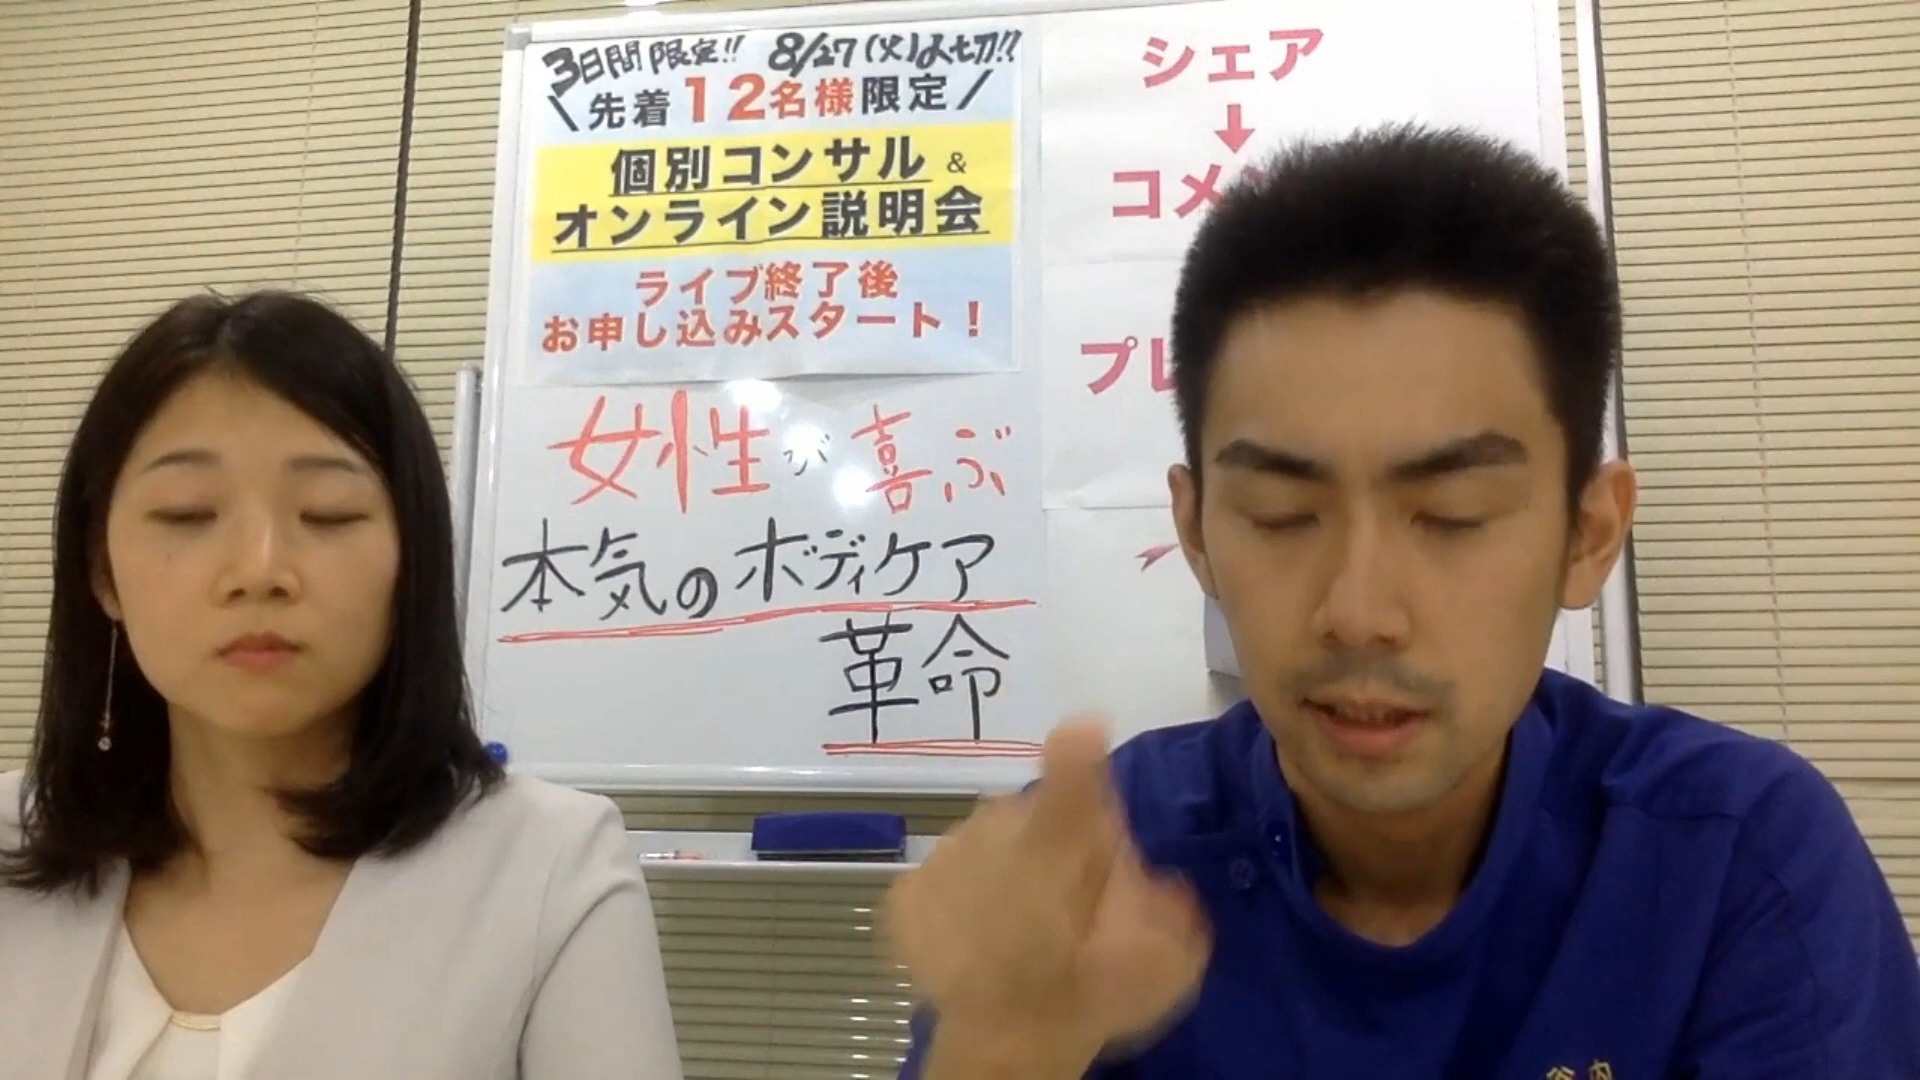 3日間限定!! 8/27(火)〆切!!
\先着12名様限定/
個別コンサル&
オンライン説明会
ライブ終了後
お申し込みスタート!
女性が喜ぶ
本気のボディケア
革命
シェア
↓
コメ
プレ
谷内